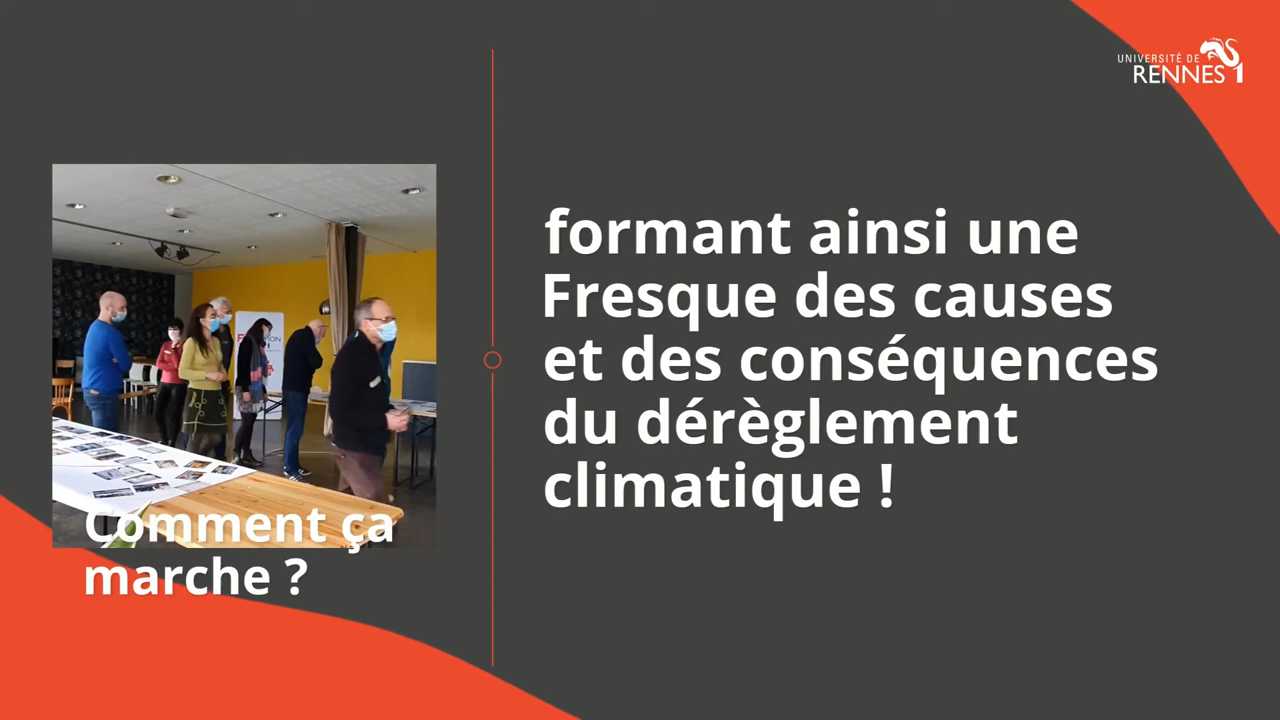 UNIVERSITÉ DE
RENNES 1
formant ainsi une
Fresque des causes
et des conséquences
du dérèglement
climatique !
Comment ça
marche ?